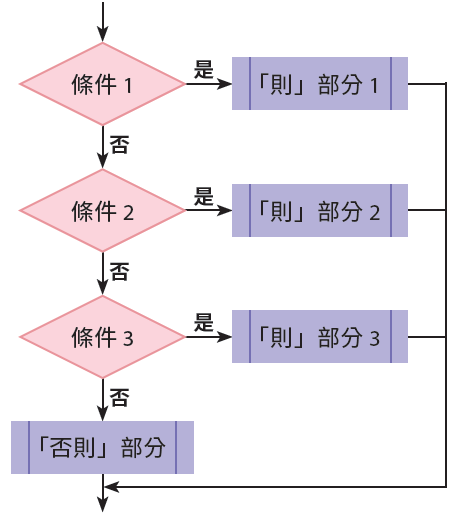 條件 1
是
「則」部分 1
否
條件 2
是
「則」部分 2
否
條件 3
是
「則」部分 3
否
「否則」部分